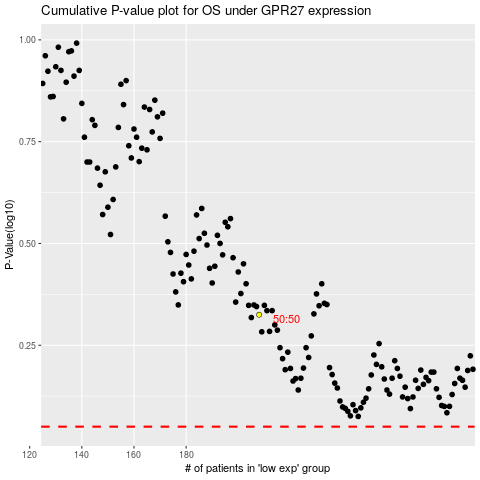 Cumulative P-value plot for OS under GPR27 expression
P-Value(log10)
1.00
0.75
0.50
0.25
50:50
120 140 160 180
# of patients in 'low exp' group